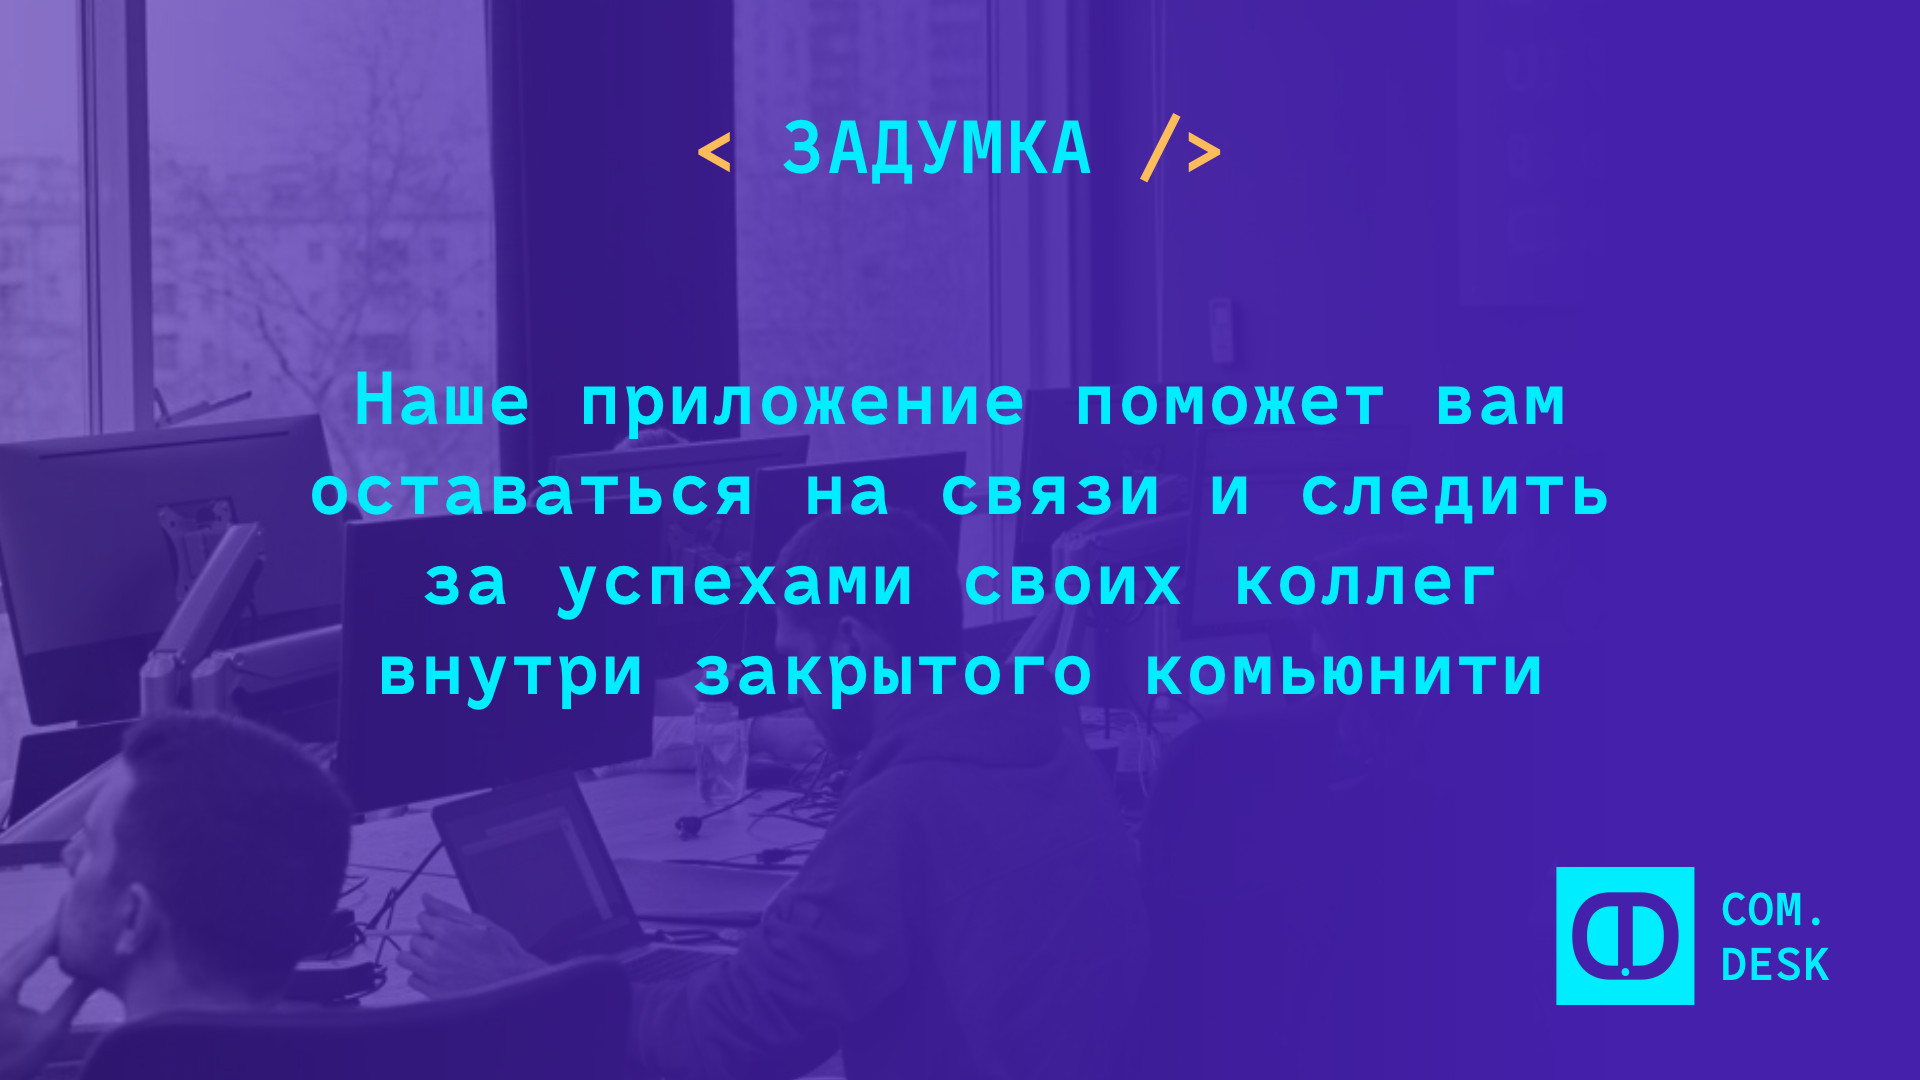 < ЗАДУМКА />
Наше приложение поможет вам
оставаться на связи и следить
за успехами своих коллег
внутри закрытого комьюнити
COM.
DESK